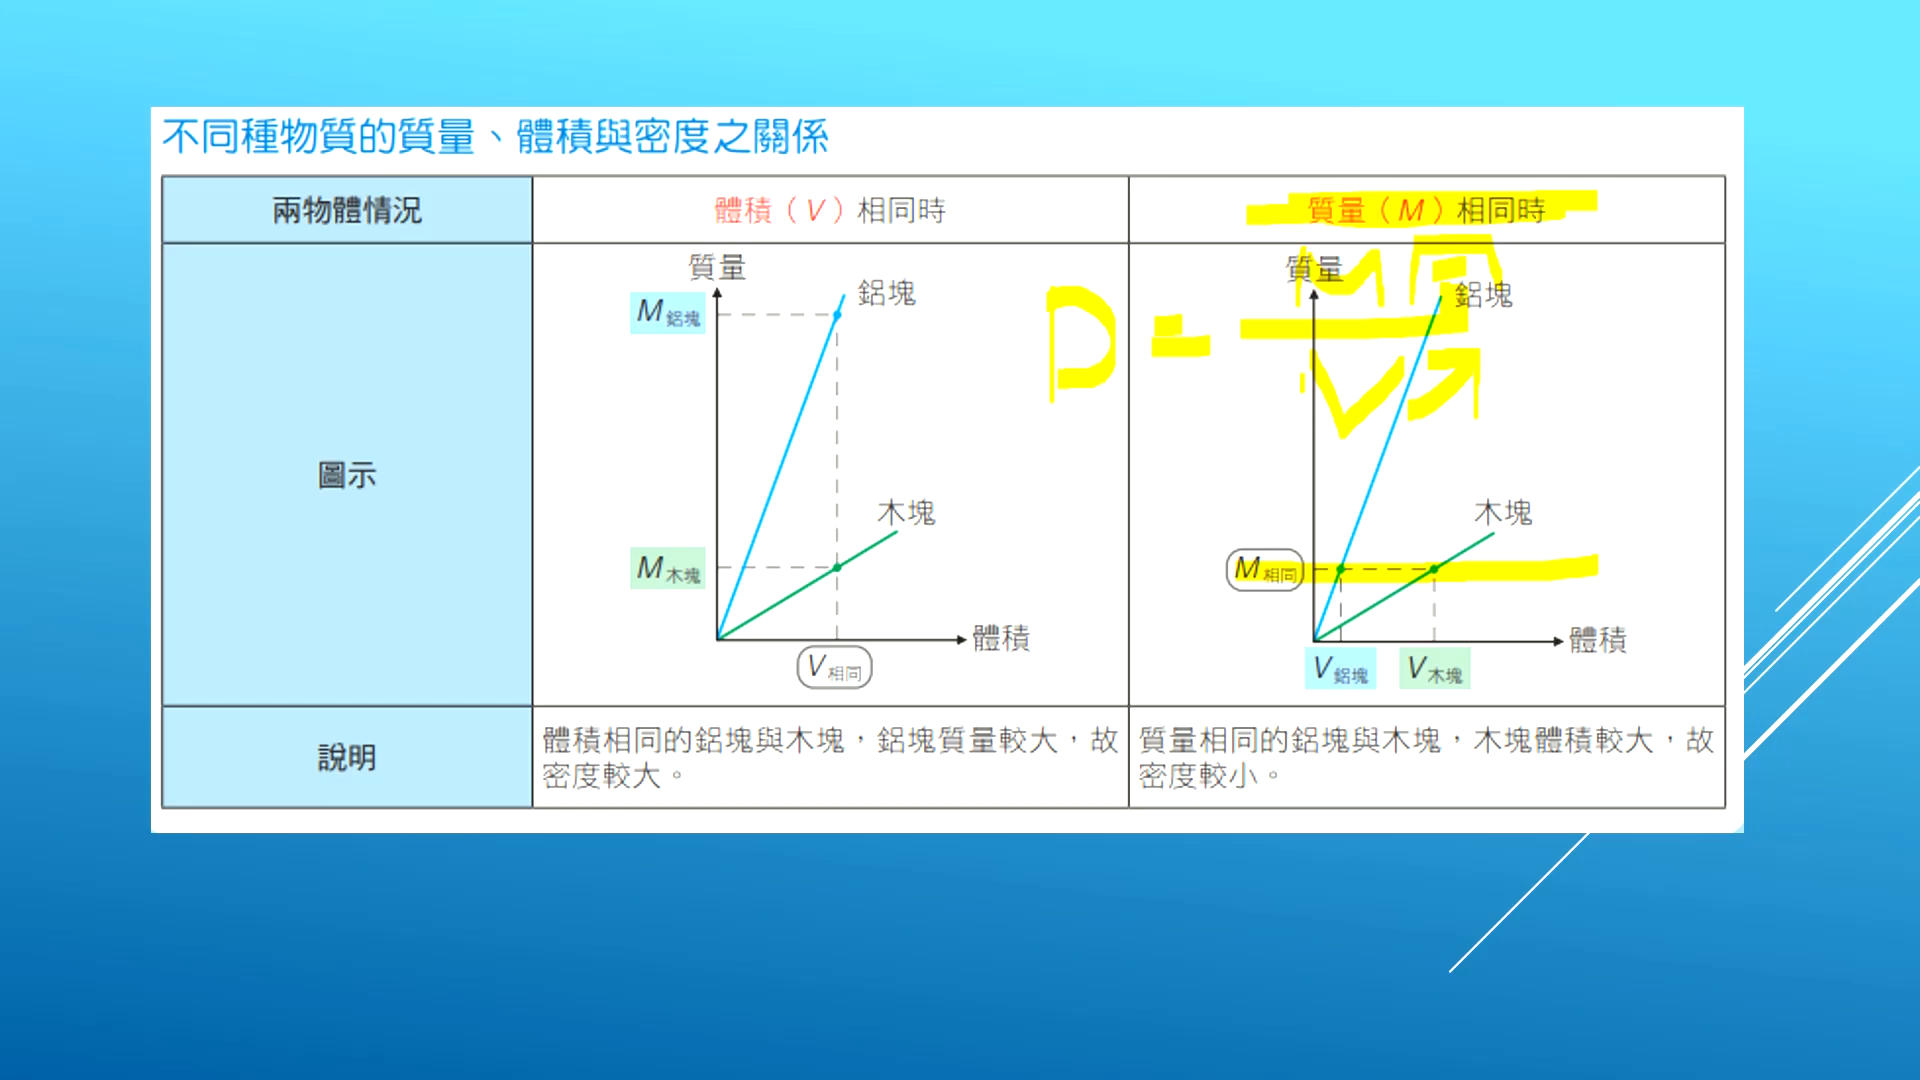 不同種物質的質量、體積與密度之關係
兩物體情況
體積（V）相同時
質量（M）相同時
圖示
質量
M鋁塊
鋁塊
木塊
M木塊
體積
V相同
D = M同 / V
質量
鋁塊
木塊
M相同
體積
V鋁塊
V木塊
說明
體積相同的鋁塊與木塊，鋁塊質量較大，故
密度較大。
質量相同的鋁塊與木塊，木塊體積較大，故
密度較小。